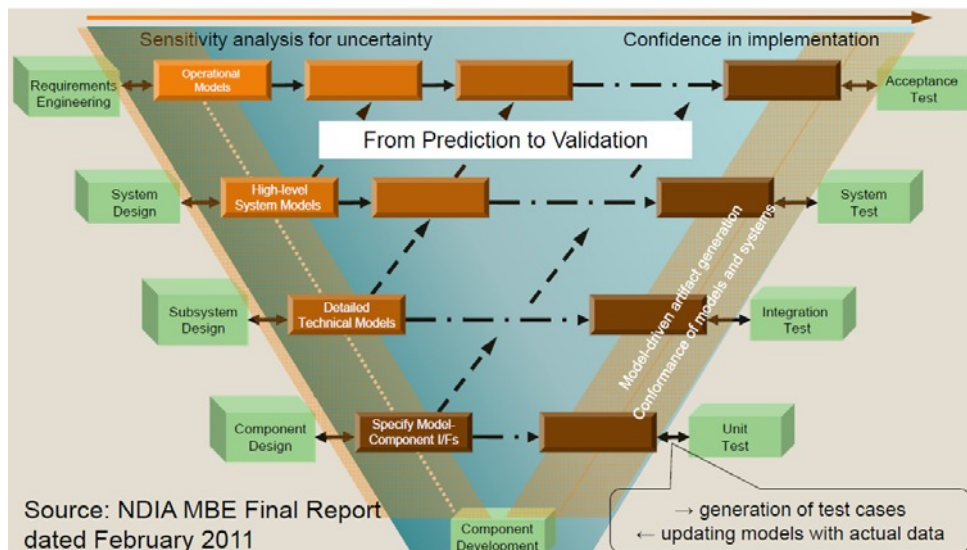 Sensitivity analysis for uncertainty
Confidence in implementation
Requirements
Engineering
Operational
Models
Acceptance
Test
From Prediction to Validation
System
Design
High-level
System Models
System
Test
Subsystem
Design
Detailed
Technical Models
Integration
Test
Model-driven artifact generation
Conformance of models and systems
Component
Design
Specify Model-
Component I/Fs
Unit
Test
Source: NDIA MBE Final Report
dated February 2011
Component
Development
→ generation of test cases
← updating models with actual data